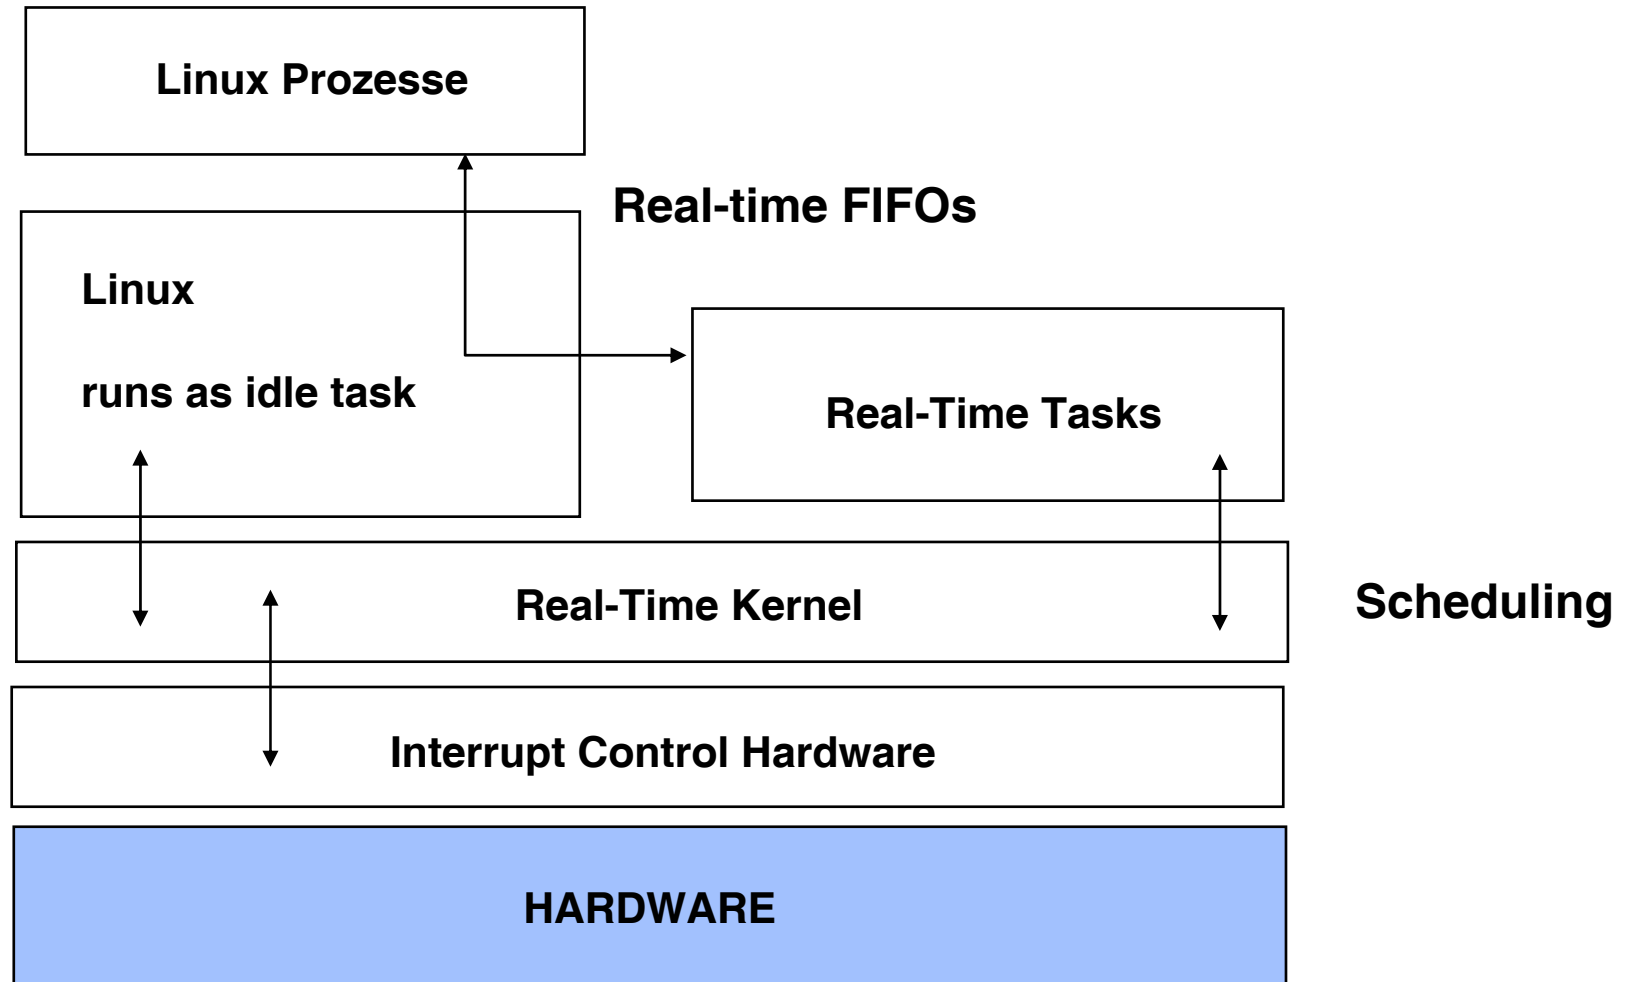 Linux Prozesse
Real-time FIFOs
Linux
runs as idle task
Real-Time Tasks
Real-Time Kernel
Scheduling
Interrupt Control Hardware
HARDWARE